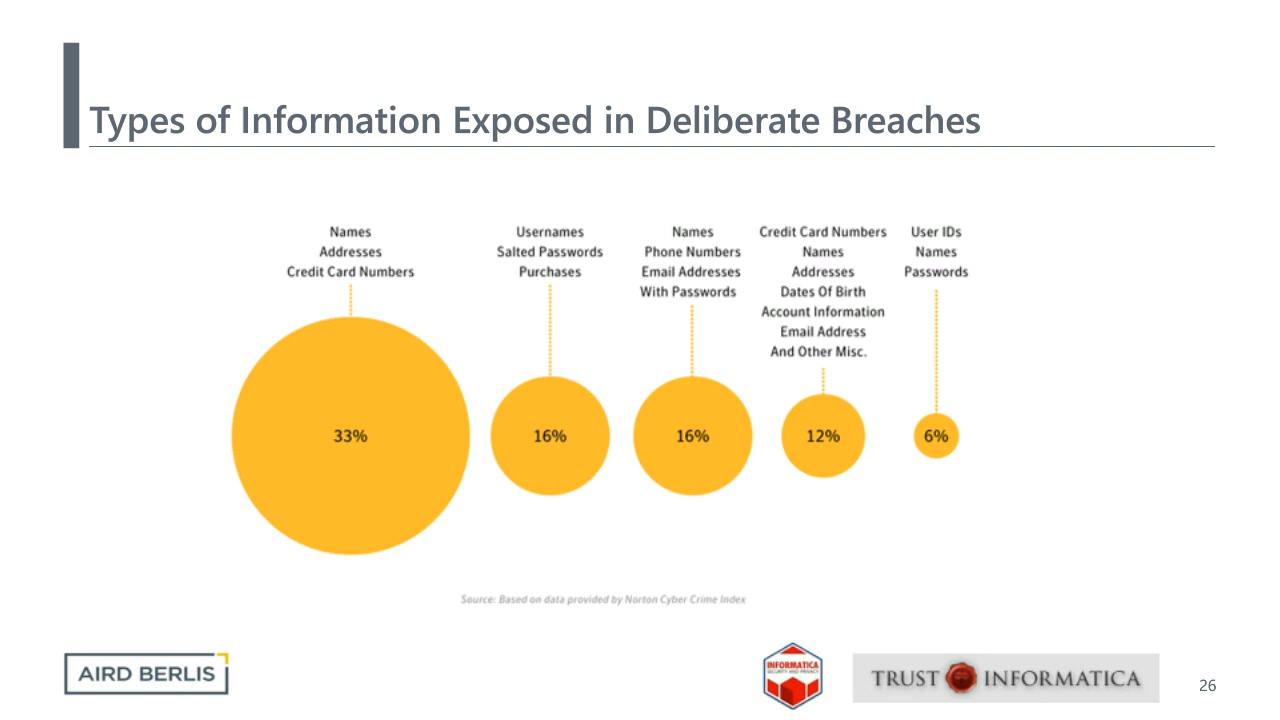 Types of Information Exposed in Deliberate Breaches
Names
Addresses
Credit Card Numbers
33%
Usernames
Salted Passwords
Purchases
16%
Names
Phone Numbers
Email Addresses
With Passwords
16%
Credit Card Numbers
Names
Addresses
Dates Of Birth
Account Information
Email Address
And Other Misc.
12%
User IDs
Names
Passwords
6%
Source: Based on data provided by Norton Cyber Crime Index
AIRD BERLIS
INFORMATICA
SECURITY AND PRIVACY
TRUST INFORMATICA
26